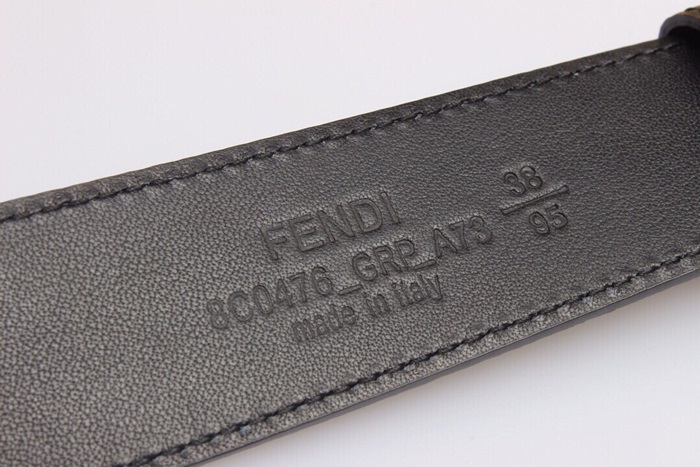 FENDI
8C0476_GRP_A73
made in italy
38
95